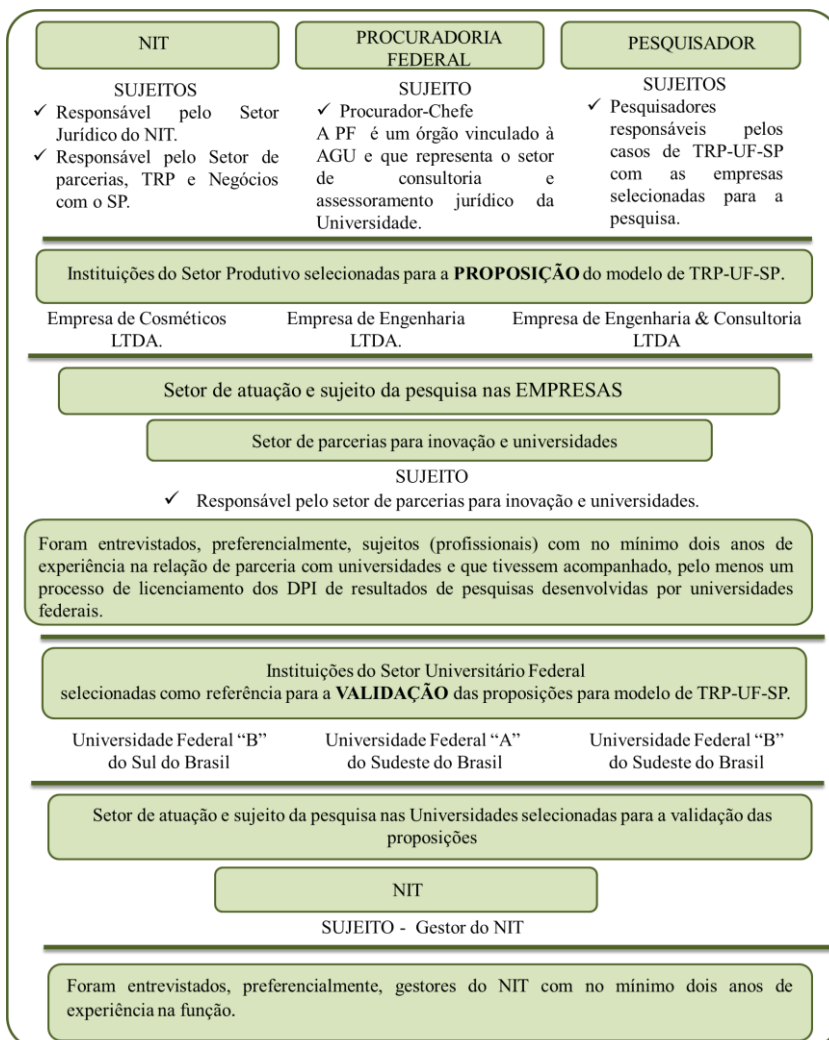 NIT
SUJEITOS
✓ Responsável pelo Setor
Jurídico do NIT.
✓ Responsável pelo Setor de
parcerias, TRP e Negócios
com o SP.
PROCURADORIA
FEDERAL
SUJEITO
✓ Procurador-Chefe
A PF é um órgão vinculado à
AGU e que representa o setor
de consultoria e
assessoramento jurídico da
Universidade.
PESQUISADOR
SUJEITOS
✓ Pesquisadores
responsáveis pelos
casos de TRP-UF-SP
com as empresas
selecionadas para a
pesquisa.
Instituições do Setor Produtivo selecionadas para a PROPOSIÇÃO do modelo de TRP-UF-SP.
Empresa de Cosméticos
LTDA.
Empresa de Engenharia
LTDA.
Empresa de Engenharia & Consultoria
LTDA
Setor de atuação e sujeito da pesquisa nas EMPRESAS
Setor de parcerias para inovação e universidades
SUJEITO
✓ Responsável pelo setor de parcerias para inovação e universidades.
Foram entrevistados, preferencialmente, sujeitos (profissionais) com no mínimo dois anos de
experiência na relação de parceria com universidades e que tivessem acompanhado, pelo menos um
processo de licenciamento dos DPI de resultados de pesquisas desenvolvidas por universidades
federais.
Instituições do Setor Universitário Federal
selecionadas como referência para a VALIDAÇÃO das proposições para modelo de TRP-UF-SP.
Universidade Federal “B”
do Sul do Brasil
Universidade Federal “A”
do Sudeste do Brasil
Universidade Federal “B”
do Sudeste do Brasil
Setor de atuação e sujeito da pesquisa nas Universidades selecionadas para a validação das
proposições
NIT
SUJEITO - Gestor do NIT
Foram entrevistados, preferencialmente, gestores do NIT com no mínimo dois anos de
experiência na função.